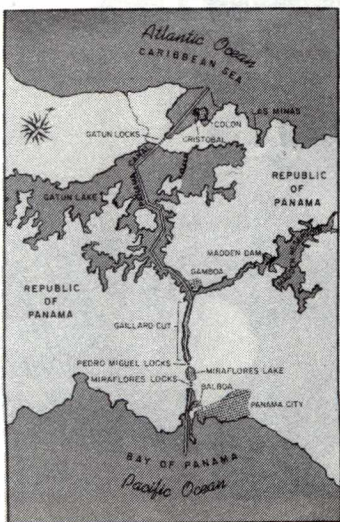 Atlantic Ocean
CARIBBEAN SEA
LAS MINAS
COLON
CRISTOBAL
GATUN LOCKS
PANAMA CANAL
REPUBLIC
OF
PANAMA
GATUN LAKE
MADDEN DAM
GAMBOA
REPUBLIC
OF
PANAMA
GAILLARD CUT
PEDRO MIGUEL LOCKS
MIRAFLORES LAKE
MIRAFLORES LOCKS
BALBOA
PANAMA CITY
BAY OF PANAMA
Pacific Ocean